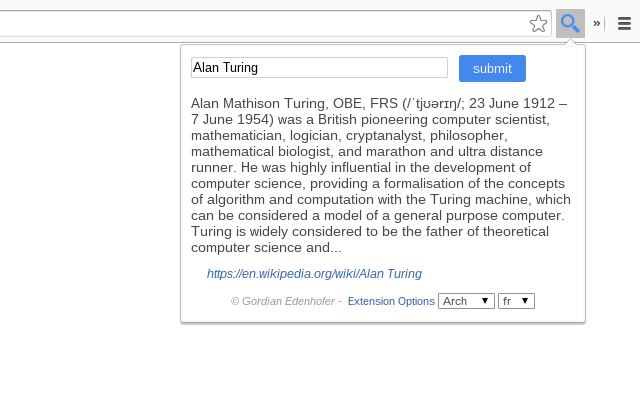 »
Alan Turing
submit
Alan Mathison Turing, OBE, FRS (/ˈtjʊərɪŋ/; 23 June 1912 –
7 June 1954) was a British pioneering computer scientist,
mathematician, logician, cryptanalyst, philosopher,
mathematical biologist, and marathon and ultra distance
runner. He was highly influential in the development of
computer science, providing a formalisation of the concepts
of algorithm and computation with the Turing machine, which
can be considered a model of a general purpose computer.
Turing is widely considered to be the father of theoretical
computer science and...
https://en.wikipedia.org/wiki/Alan Turing
© Gordian Edenhofer - Extension Options Arch fr